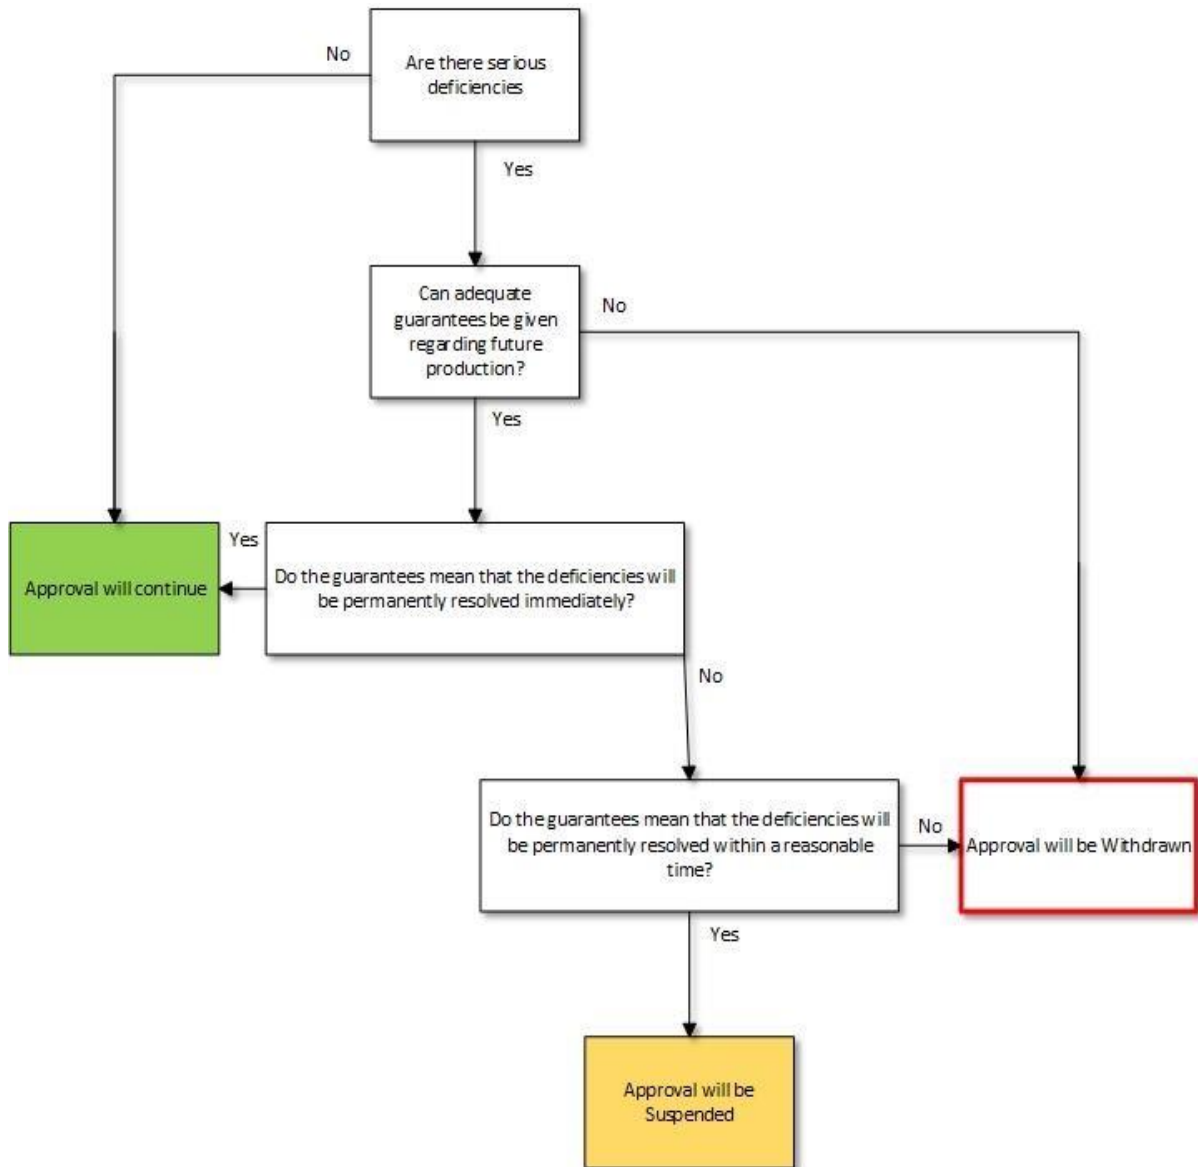 No
Are there serious
deficiencies
Yes
Can adequate
guarantees be given
regarding future
production?
No
Yes
Approval will continue
Yes
Do the guarantees mean that the deficiencies will
be permanently resolved immediately?
No
Do the guarantees mean that the deficiencies will
be permanently resolved within a reasonable
time?
No
Approval will be Withdrawn
Yes
Approval will be
Suspended